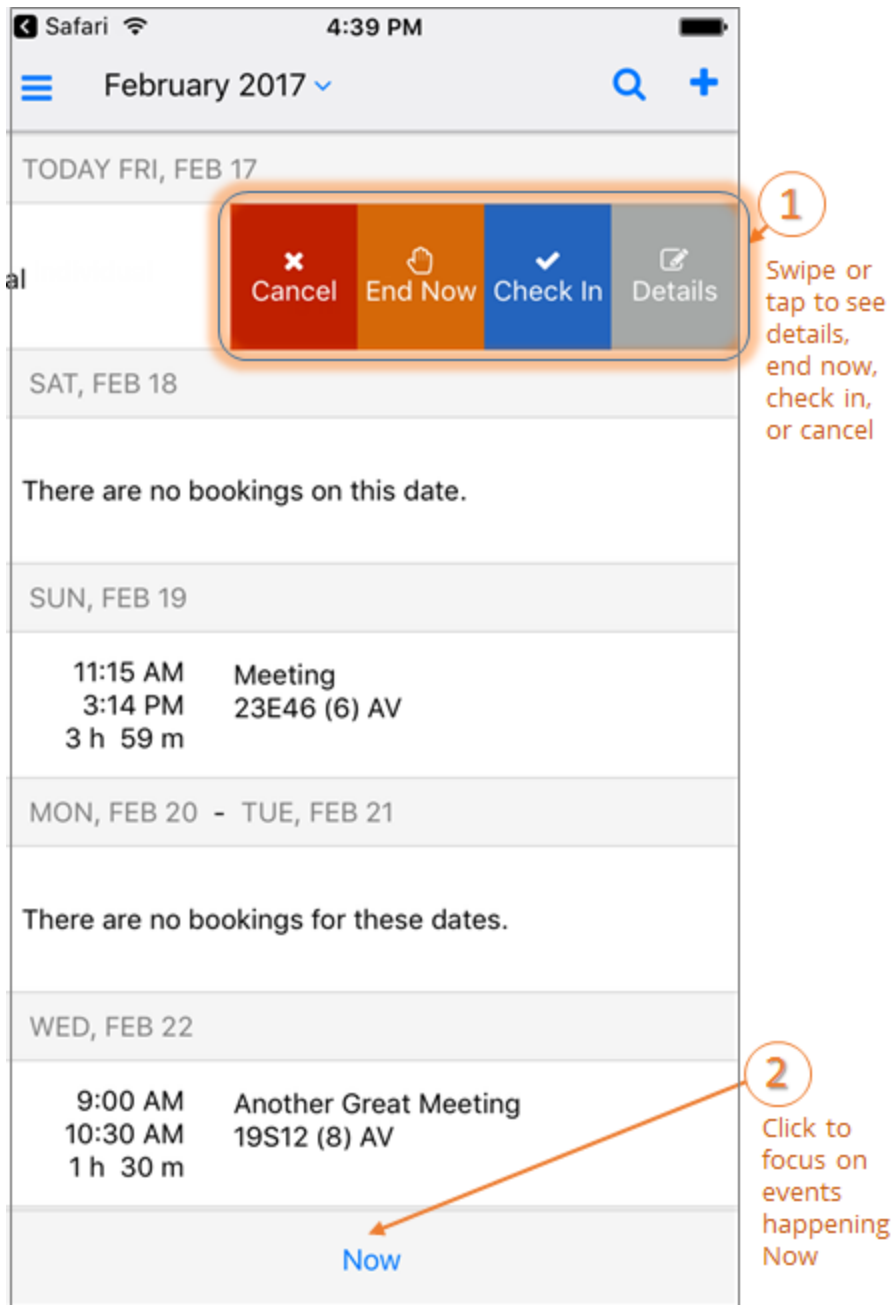 Safari 4:39 PM
February 2017
TODAY FRI, FEB 17
al
Cancel End Now Check In Details
1
Swipe or
tap to see
details,
end now,
check in,
or cancel
SAT, FEB 18
There are no bookings on this date.
SUN, FEB 19
11:15 AM Meeting
3:14 PM 23E46 (6) AV
3 h 59 m
MON, FEB 20 - TUE, FEB 21
There are no bookings for these dates.
WED, FEB 22
9:00 AM Another Great Meeting
10:30 AM 19S12 (8) AV
1 h 30 m
2
Click to
focus on
events
happening
Now
Now